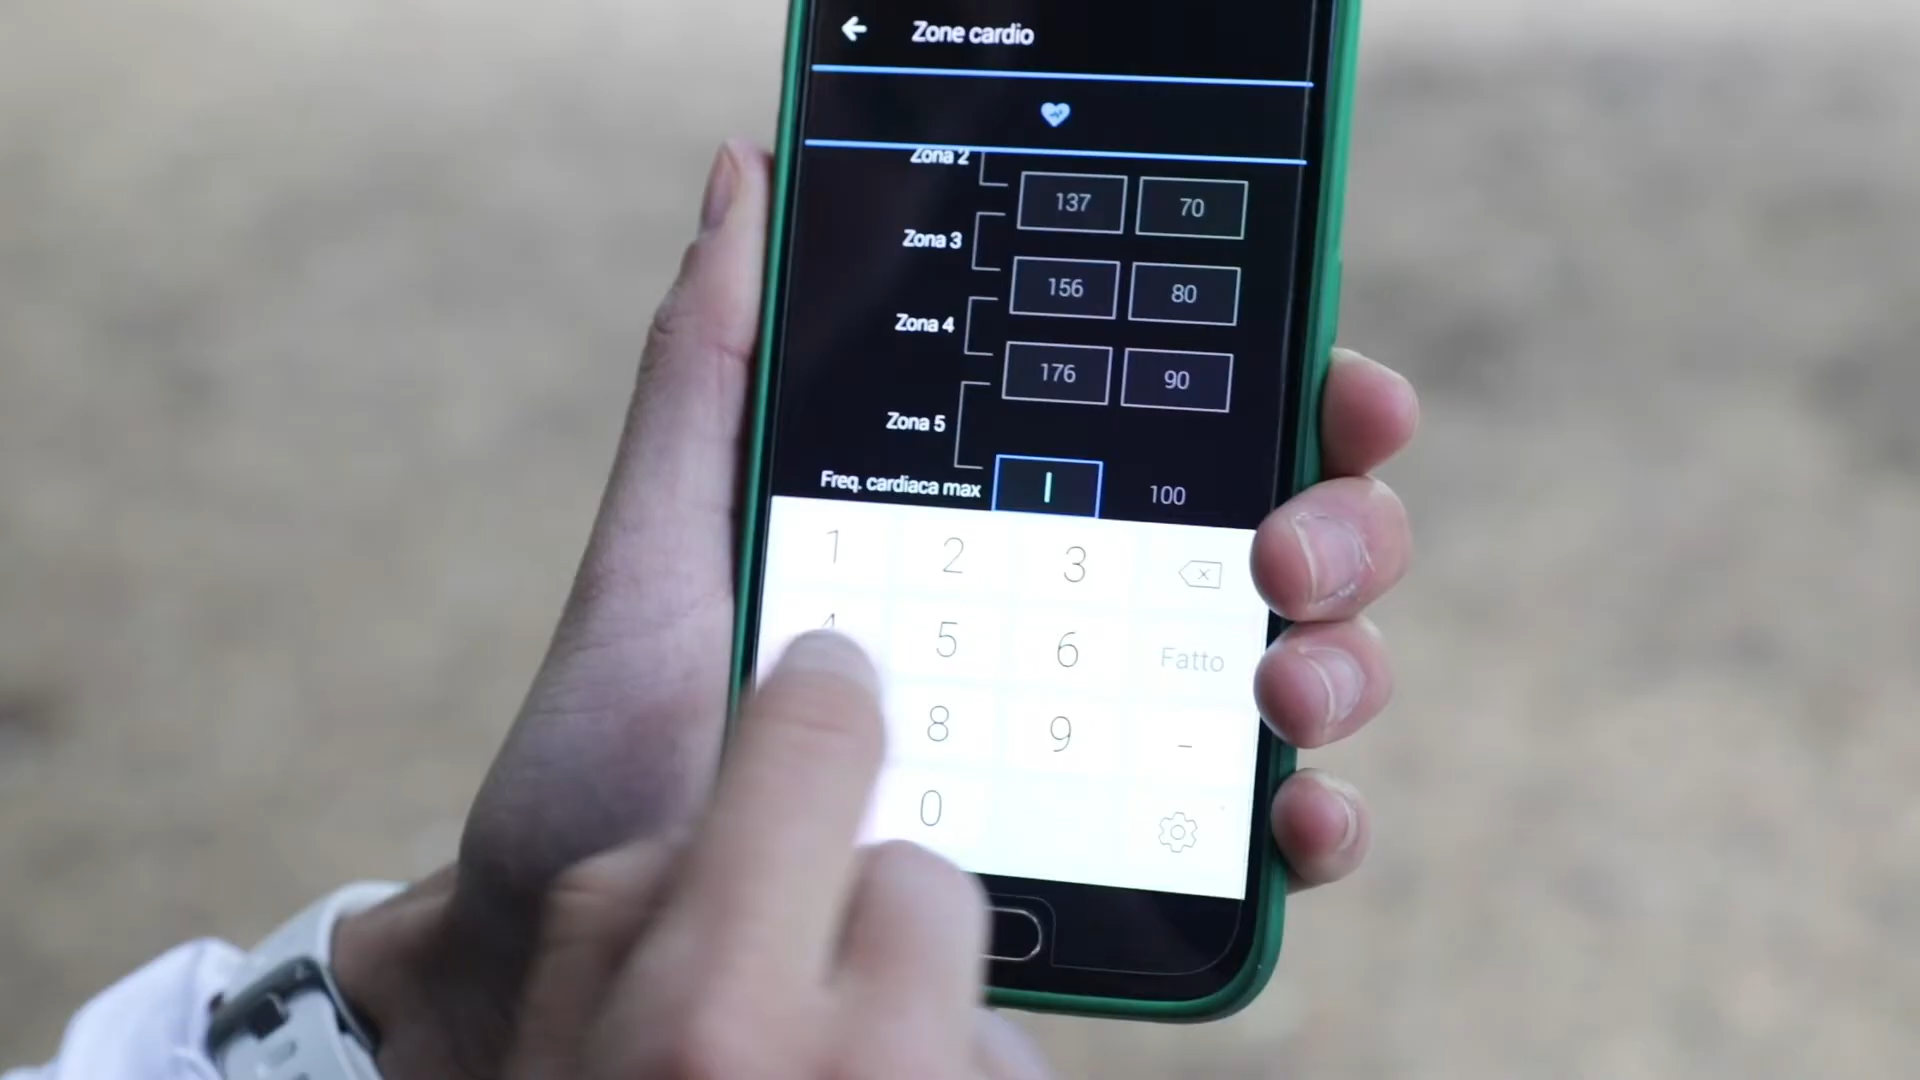 Zone cardio
Zona 2
137 70
Zona 3
156 80
Zona 4
176 90
Zona 5
Freq. cardiaca max 100
1 2 3
4 5 6 Fatto
8 9 -
0